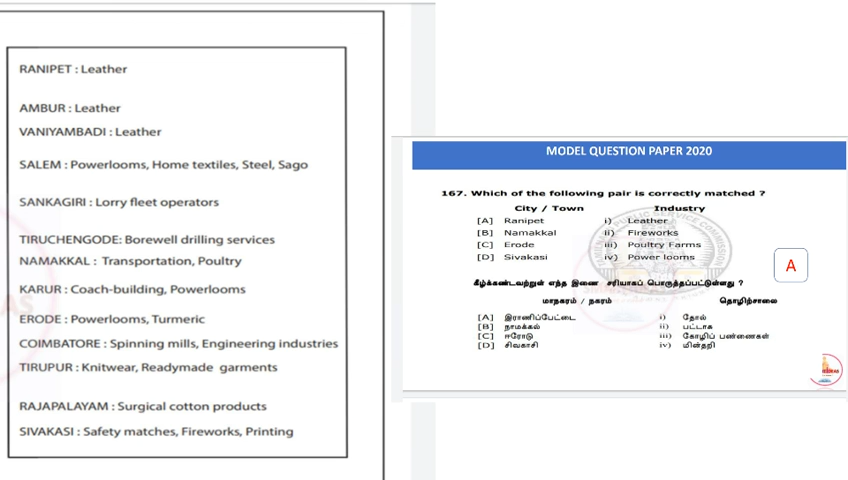 RANIPET : Leather
AMBUR : Leather
VANIYAMBADI : Leather
SALEM : Powerlooms, Home textiles, Steel, Sago
SANKAGIRI : Lorry fleet operators
TIRUCHENGODE: Borewell drilling services
NAMAKKAL : Transportation, Poultry
KARUR : Coach-building, Powerlooms
ERODE : Powerlooms, Turmeric
COIMBATORE : Spinning mills, Engineering industries
TIRUPUR : Knitwear, Readymade garments
RAJAPALAYAM : Surgical cotton products
SIVAKASI : Safety matches, Fireworks, Printing
MODEL QUESTION PAPER 2020
167. Which of the following pair is correctly matched ?
City / Town Industry
[A] Ranipet i) Leather
[B] Namakkal ii) Fireworks
[C] Erode iii) Poultry Farms
[D] Sivakasi iv) Power looms
A
கீழ்க்கண்டவற்றுள் எந்த இணை சரியாகப் பொருத்தப்பட்டுள்ளது ?
மாநகரம் / நகரம் தொழிற்சாலை
[A] இராணிப்பேட்டை i) தோல்
[B] நாமக்கல் ii) பட்டாசு
[C] ஈரோடு iii) கோழிப் பண்ணைகள்
[D] சிவகாசி iv) மின்தறி